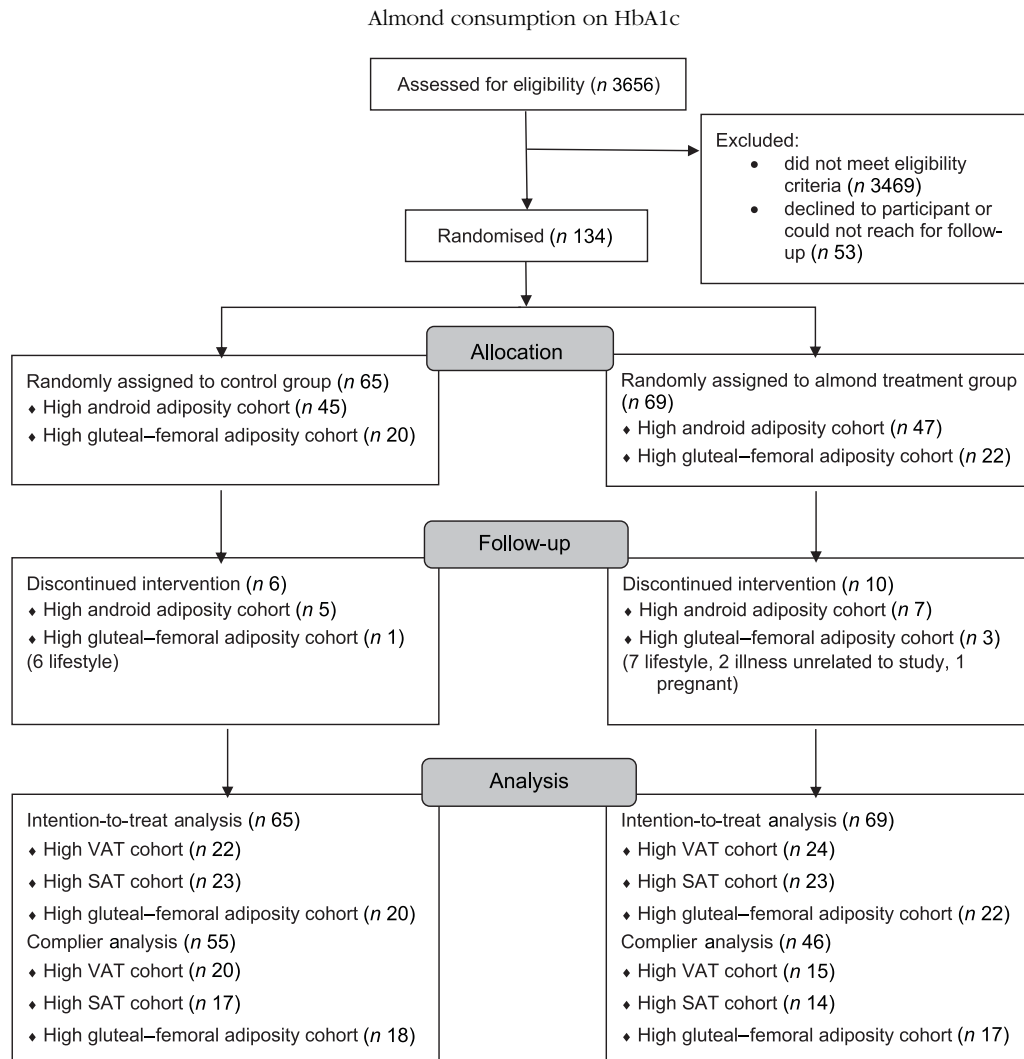 Almond consumption on HbA1c
Assessed for eligibility (n 3656)
Excluded:
• did not meet eligibility
criteria (n 3469)
• declined to participant or
could not reach for follow-
up (n 53)
Randomised (n 134)
Allocation
Randomly assigned to control group (n 65)
♦ High android adiposity cohort (n 45)
♦ High gluteal–femoral adiposity cohort (n 20)
Randomly assigned to almond treatment group
(n 69)
♦ High android adiposity cohort (n 47)
♦ High gluteal–femoral adiposity cohort (n 22)
Follow-up
Discontinued intervention (n 6)
♦ High android adiposity cohort (n 5)
♦ High gluteal–femoral adiposity cohort (n 1)
(6 lifestyle)
Discontinued intervention (n 10)
♦ High android adiposity cohort (n 7)
♦ High gluteal–femoral adiposity cohort (n 3)
(7 lifestyle, 2 illness unrelated to study, 1
pregnant)
Analysis
Intention-to-treat analysis (n 65)
♦ High VAT cohort (n 22)
♦ High SAT cohort (n 23)
♦ High gluteal–femoral adiposity cohort (n 20)
Complier analysis (n 55)
♦ High VAT cohort (n 20)
♦ High SAT cohort (n 17)
♦ High gluteal–femoral adiposity cohort (n 18)
Intention-to-treat analysis (n 69)
♦ High VAT cohort (n 24)
♦ High SAT cohort (n 23)
♦ High gluteal–femoral adiposity cohort (n 22)
Complier analysis (n 46)
♦ High VAT cohort (n 15)
♦ High SAT cohort (n 14)
♦ High gluteal–femoral adiposity cohort (n 17)